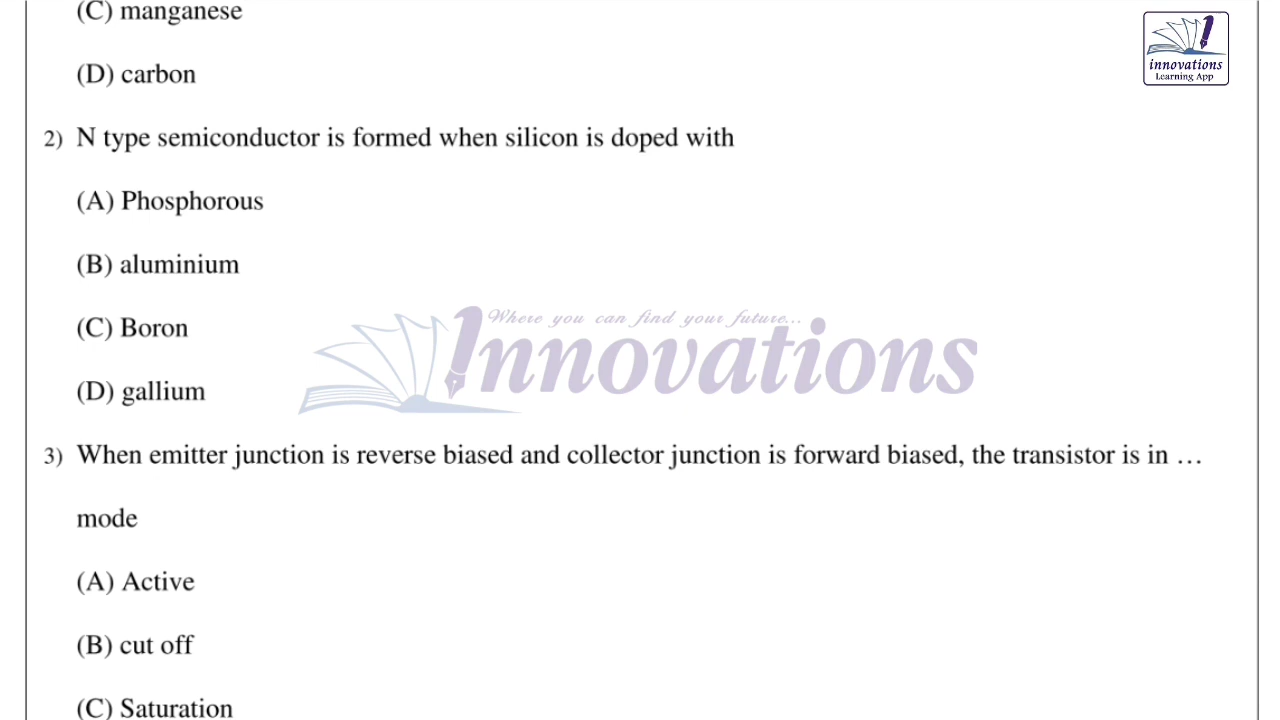 (C) manganese
innovations
Learning App
(D) carbon
2) N type semiconductor is formed when silicon is doped with
(A) Phosphorous
(B) aluminium
(C) Boron
Where you can find your future...
Innovations
(D) gallium
3) When emitter junction is reverse biased and collector junction is forward biased, the transistor is in …
mode
(A) Active
(B) cut off
(C) Saturation